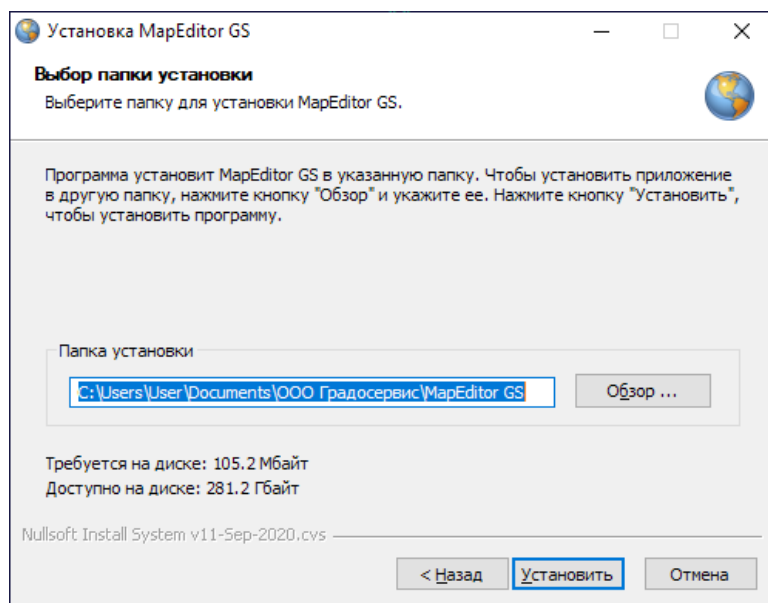 Установка MapEditor GS
Выбор папки установки
Выберите папку для установки MapEditor GS.
Программа установит MapEditor GS в указанную папку. Чтобы установить приложение
в другую папку, нажмите кнопку "Обзор" и укажите ее. Нажмите кнопку "Установить",
чтобы установить программу.
Папка установки
C:\Users\User\Documents\ООО Градосервис\MapEditor GS
Обзор ...
Требуется на диске: 105.2 Мбайт
Доступно на диске: 281.2 Гбайт
Nullsoft Install System v11-Sep-2020.cvs
< Назад
Установить
Отмена